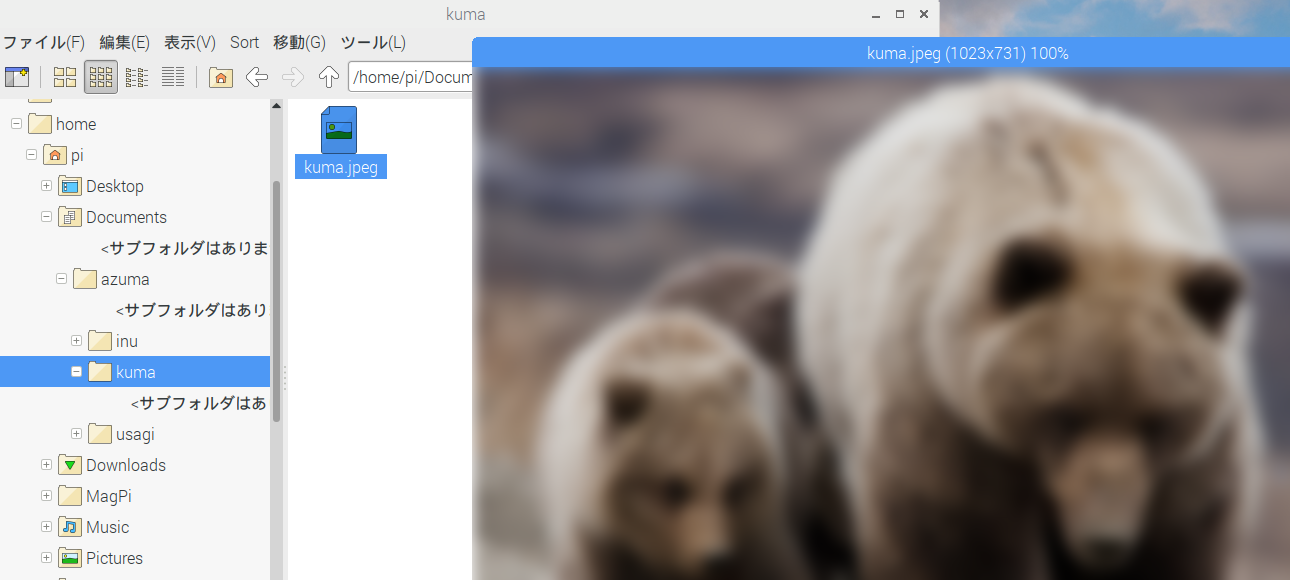 kuma
ファイル(F) 編集(E) 表示(V) Sort 移動(G) ツール(L)
/home/pi/Docum
kuma.jpeg (1023x731) 100%
home
pi
Desktop
Documents
<サブフォルダはありま
azuma
<サブフォルダはあり
inu
kuma
<サブフォルダはあ
usagi
Downloads
MagPi
Music
Pictures
kuma.jpeg